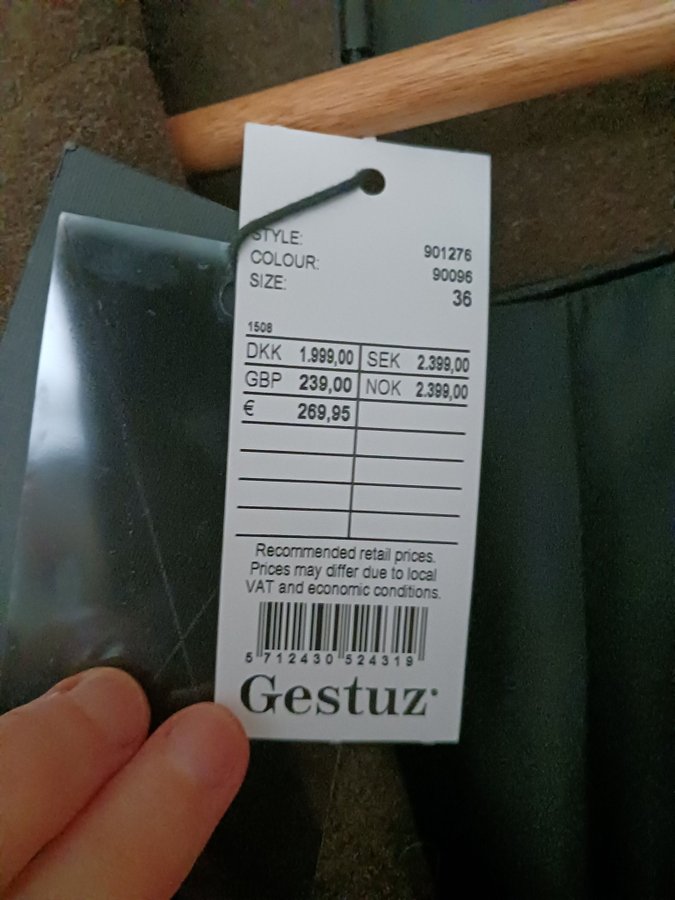 STYLE: 901276
COLOUR: 90096
SIZE: 36
1508
DKK 1.999,00 SEK 2.399,00
GBP 239,00 NOK 2.399,00
€ 269,95
Recommended retail prices.
Prices may differ due to local
VAT and economic conditions.
5 712430 524319
Gestuz